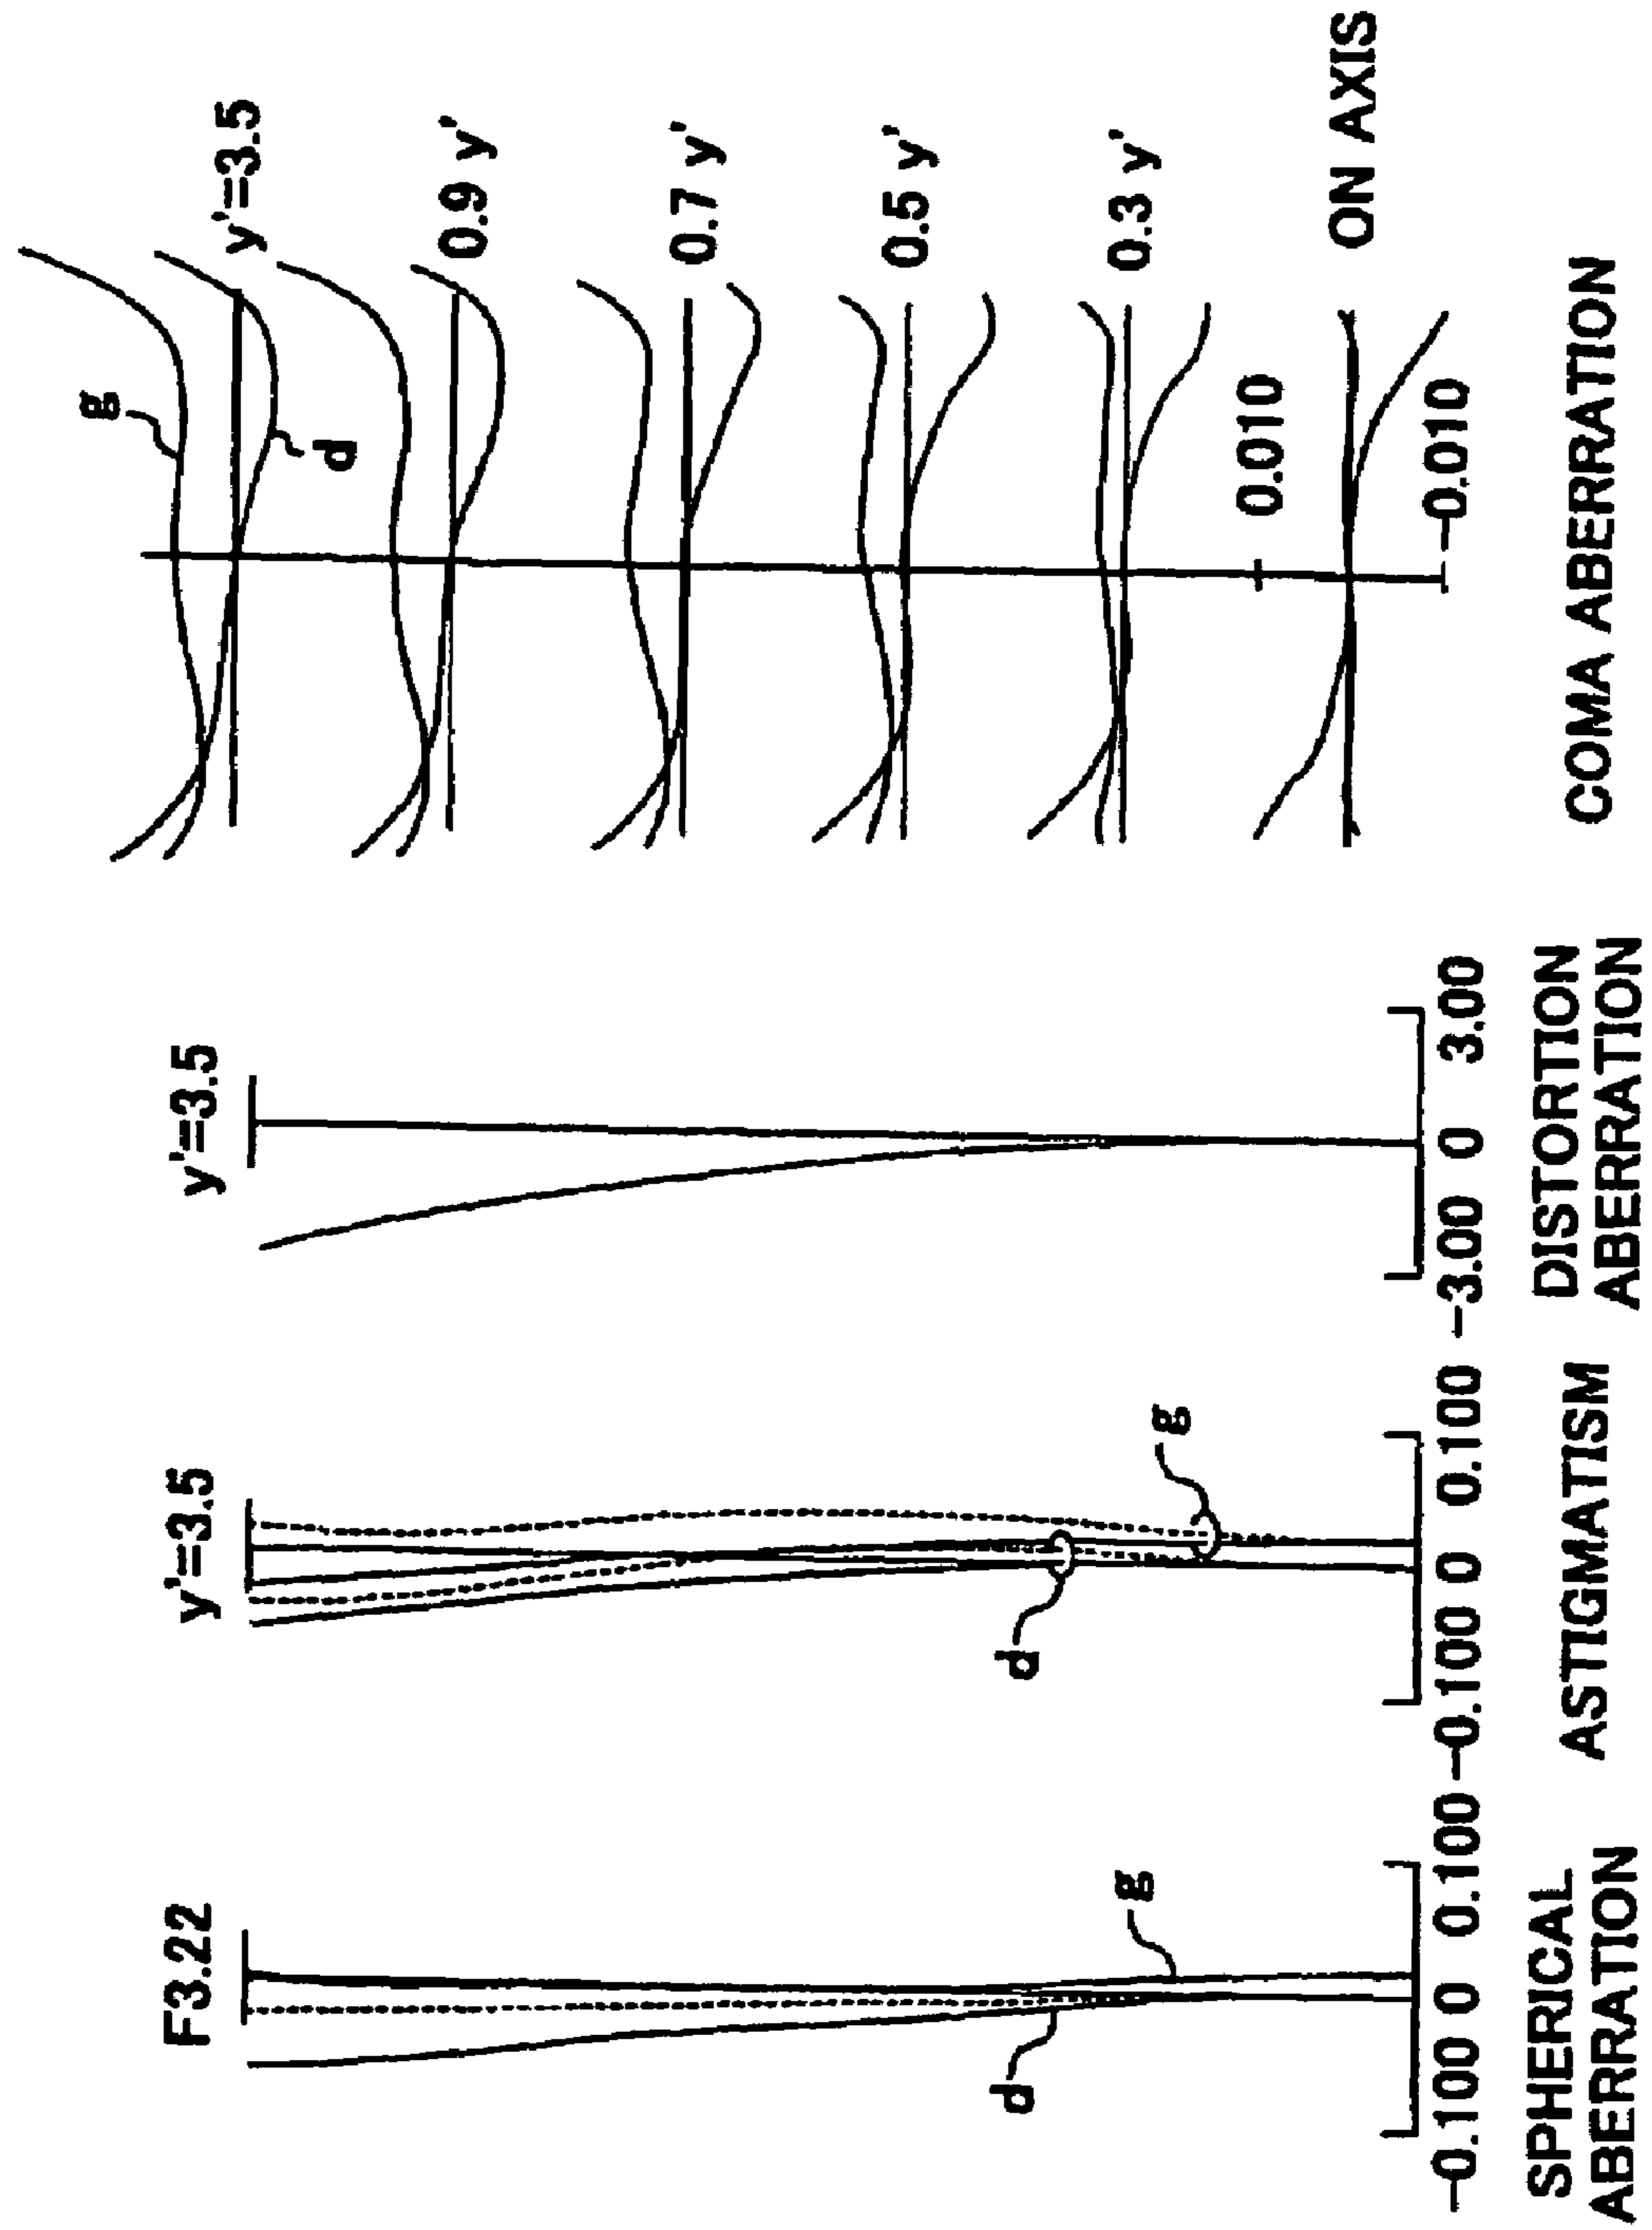 F3.22
g
d
-0.100 0 0.100
SPHERICAL
ABERRATION
y'=3.5
g
d
-0.100 0 0.100
ASTIGMATISM
y'=3.5
-3.00 0 3.00
DISTORTION
ABERRATION
g
y'=3.5
d
0.9 y'
0.7 y'
0.5 y'
0.3 y'
0.010
ON AXIS
-0.010
COMA ABERRATION